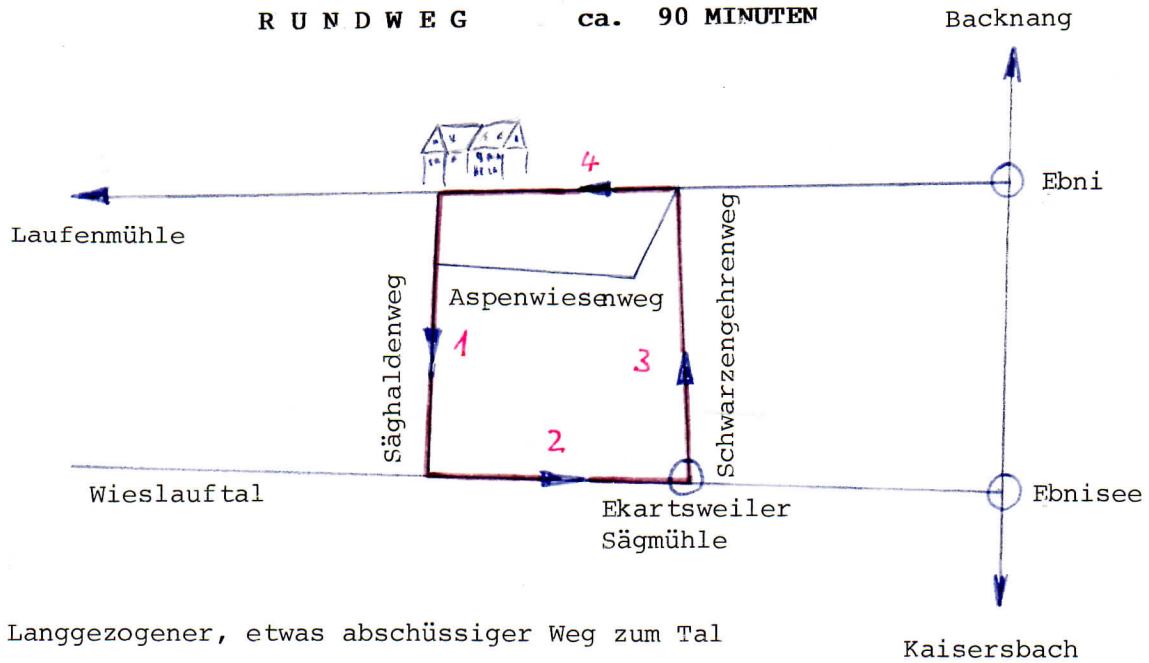 RUNDWEG ca. 90 MINUTEN
Backnang
4
Ebni
Laufenmühle
Säghaldenweg
Aspenwiesenweg
Schwarzengehrenweg
1
3
2
Wieslauftal
Ekartsweiler
Sägmühle
Ebnisee
Langgezogener, etwas abschüssiger Weg zum Tal
Kaisersbach